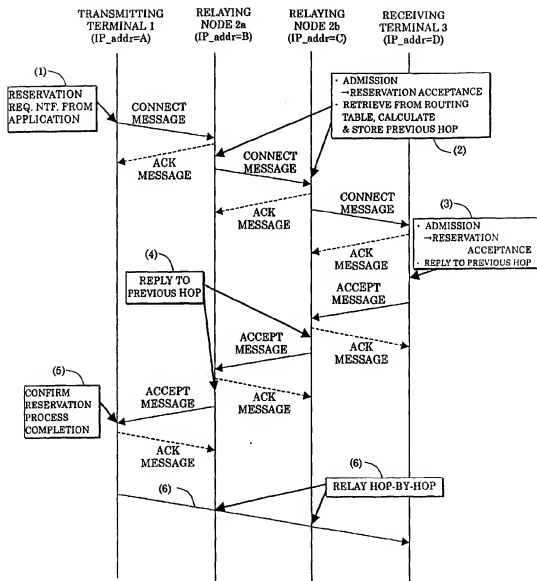 TRANSMITTING
TERMINAL 1
(IP_addr=A)
RELAYING
NODE 2a
(IP_addr=B)
RELAYING
NODE 2b
(IP_addr=C)
RECEIVING
TERMINAL 3
(IP_addr=D)
(1)
RESERVATION
REQ. NTF. FROM
APPLICATION
CONNECT
MESSAGE
・ ADMISSION
→RESERVATION ACCEPTANCE
・ RETRIEVE FROM ROUTING
TABLE, CALCULATE
& STORE PREVIOUS HOP
(2)
ACK
MESSAGE
CONNECT
MESSAGE
ACK
MESSAGE
CONNECT
MESSAGE
(3)
・ ADMISSION
→RESERVATION
ACCEPTANCE
・ REPLY TO PREVIOUS HOP
ACK
MESSAGE
(4)
REPLY TO
PREVIOUS HOP
ACCEPT
MESSAGE
ACK
MESSAGE
ACCEPT
MESSAGE
(5)
CONFIRM
RESERVATION
PROCESS
COMPLETION
ACK
MESSAGE
ACCEPT
MESSAGE
ACK
MESSAGE
(6)
RELAY HOP-BY-HOP
(6)